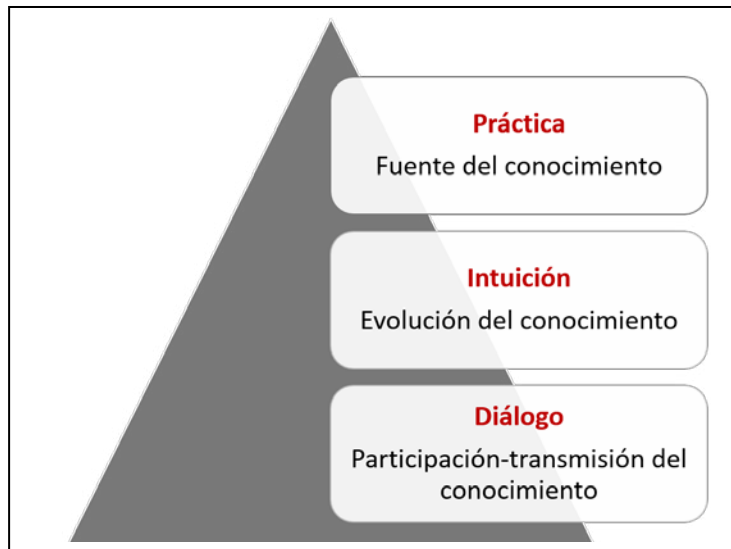 Práctica
Fuente del conocimiento
Intuición
Evolución del conocimiento
Diálogo
Participación-transmisión del
conocimiento